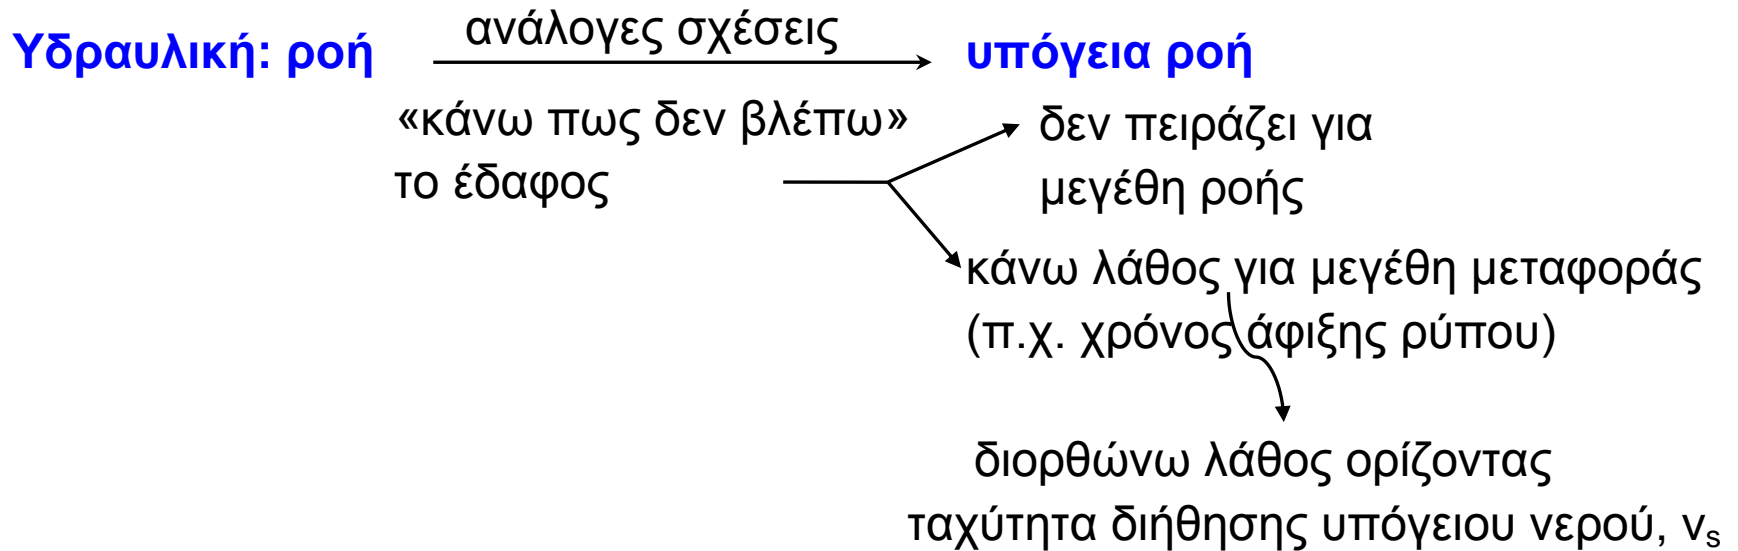 ανάλογες σχέσεις
Υδραυλική: ροή
υπόγεια ροή
«κάνω πως δεν βλέπω»
το έδαφος
δεν πειράζει για
μεγέθη ροής
κάνω λάθος για μεγέθη μεταφοράς
(π.χ. χρόνος άφιξης ρύπου)
διορθώνω λάθος ορίζοντας
ταχύτητα διήθησης υπόγειου νερού, vₛ